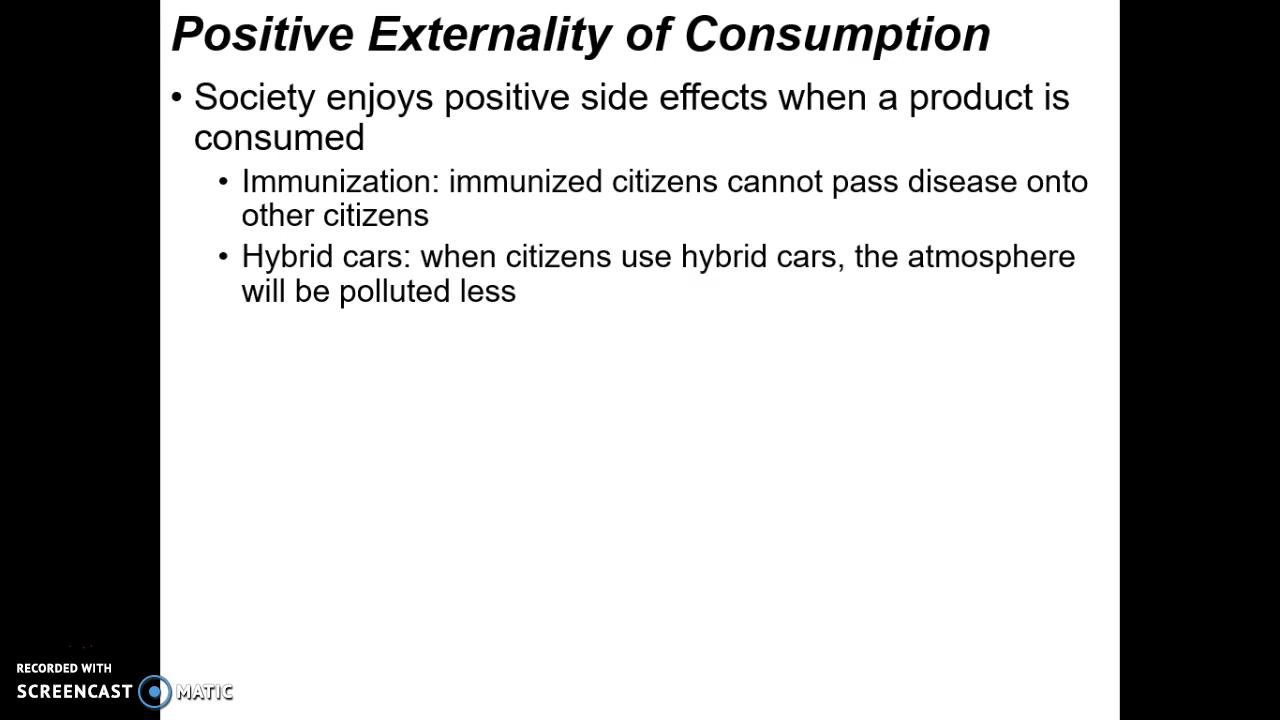 Positive Externality of Consumption
• Society enjoys positive side effects when a product is
consumed
• Immunization: immunized citizens cannot pass disease onto
other citizens
• Hybrid cars: when citizens use hybrid cars, the atmosphere
will be polluted less
RECORDED WITH
SCREENCAST MATIC